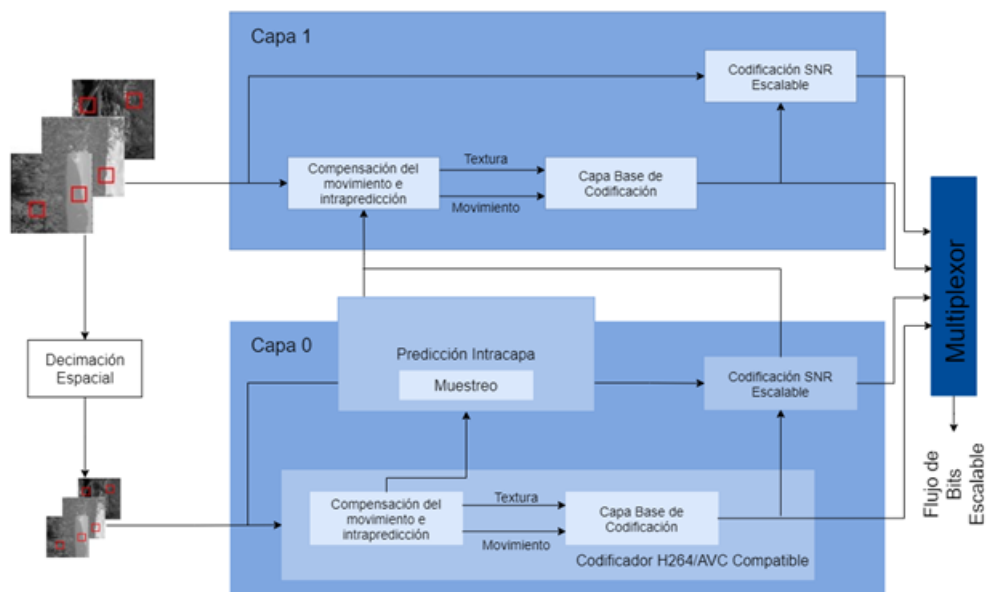 Capa 1
Codificación SNR
Escalable
Compensación del
movimiento e
intrapredicción
Textura
Movimiento
Capa Base de
Codificación
Multiplexor
Decimación
Espacial
Capa 0
Predicción Intracapa
Muestreo
Codificación SNR
Escalable
Compensación del
movimiento e
intrapredicción
Textura
Movimiento
Capa Base de
Codificación
Codificador H264/AVC Compatible
Flujo de
Bits
Escalable